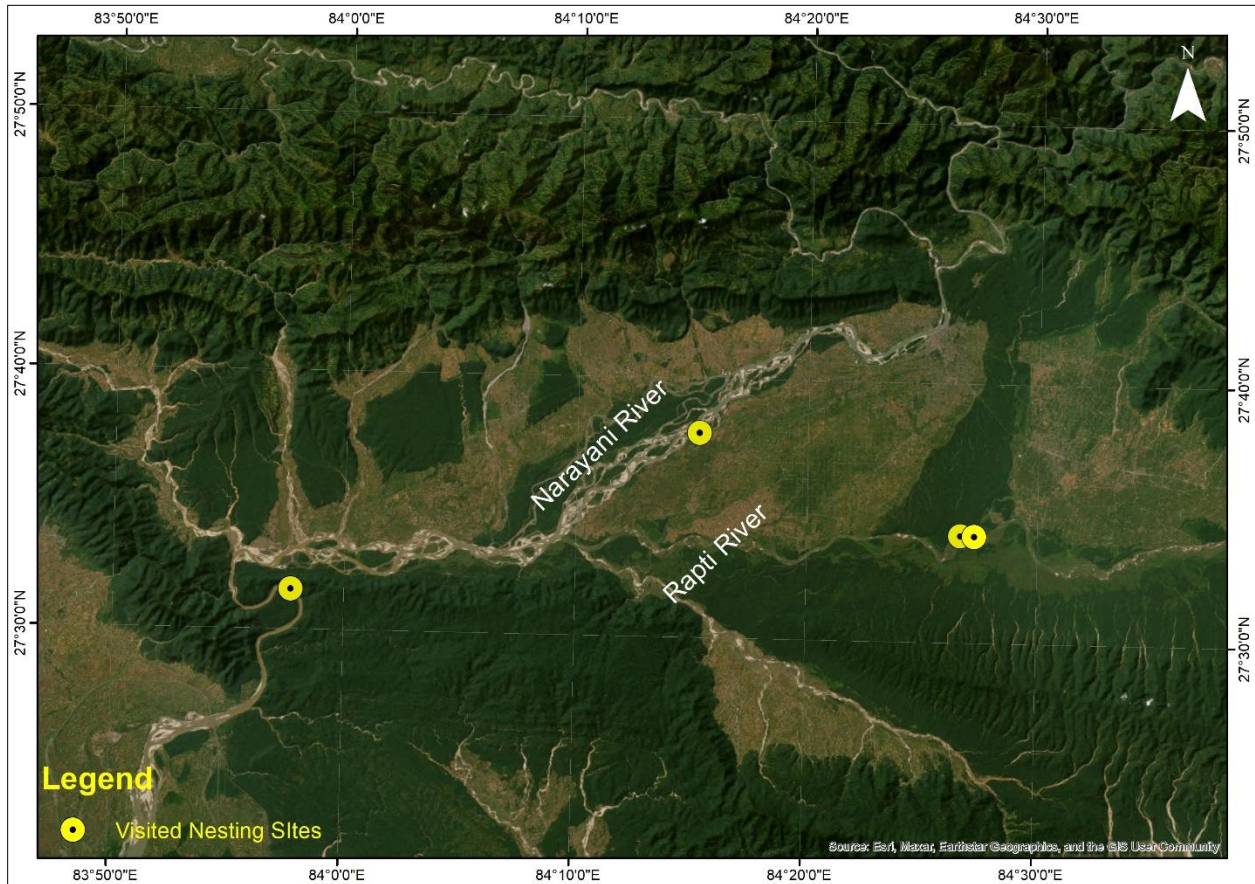 83°50'0"E 84°0'0"E 84°10'0"E 84°20'0"E 84°30'0"E
N
27°50'0"N
27°50'0"N
27°40'0"N
27°40'0"N
Narayani River
Rapti River
27°30'0"N
27°30'0"N
Legend
Visited Nesting SItes
Source: Esri, Maxar, Earthstar Geographics, and the GIS User Community
83°50'0"E 84°0'0"E 84°10'0"E 84°20'0"E 84°30'0"E